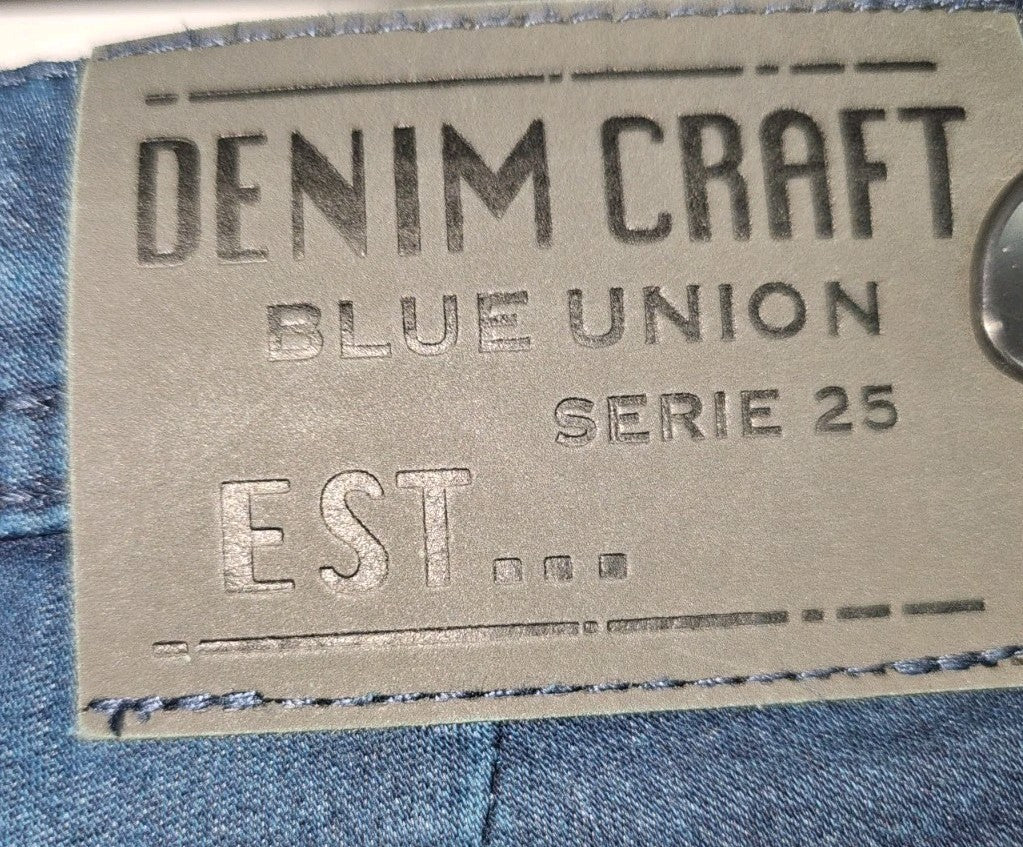 DENIM CRAFT
BLUE UNION
SERIE 25
EST...